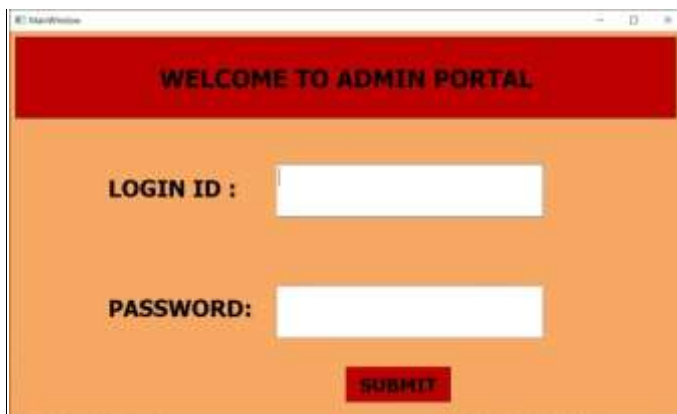 MainWindow
WELCOME TO ADMIN PORTAL
LOGIN ID :
PASSWORD:
SUBMIT